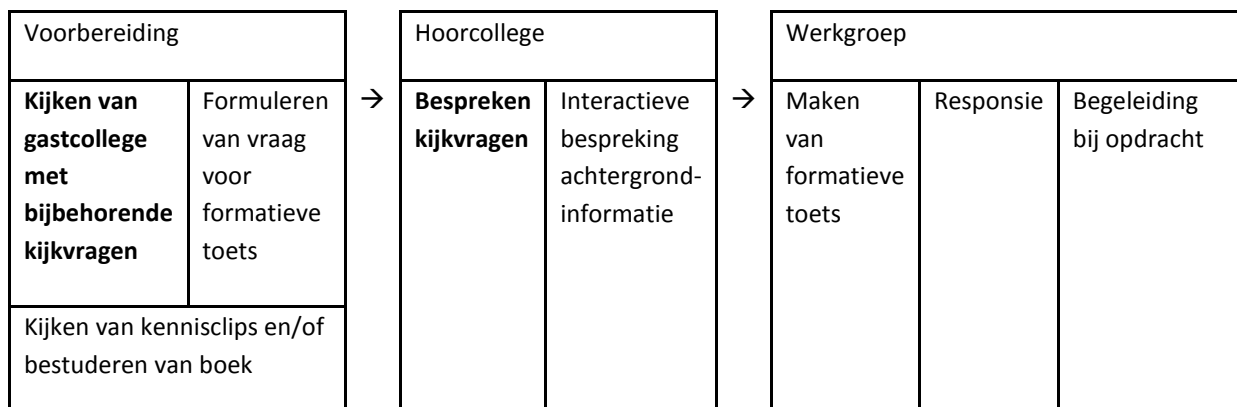 Voorbereiding
Kijken van
gastcollege
met
bijbehorende
kijkvragen
Formuleren
van vraag
voor
formatieve
toets
Kijken van kennisclips en/of
bestuderen van boek
→
Hoorcollege
Bespreken
kijkvragen
Interactieve
bespreking
achtergrond-
informatie
→
Werkgroep
Maken
van
formatieve
toets
Responsie
Begeleiding
bij opdracht